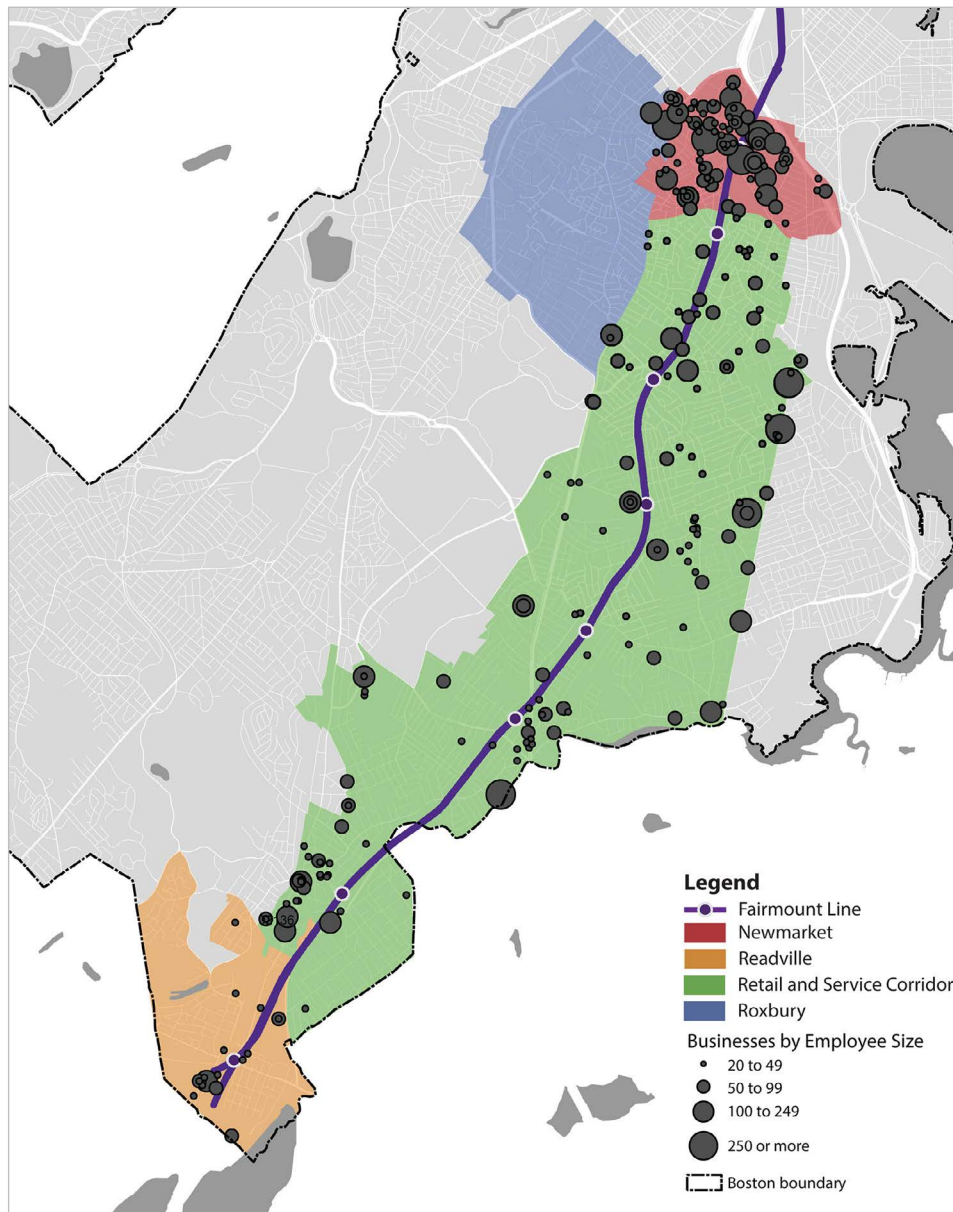 136
Legend
Fairmount Line
Newmarket
Readville
Retail and Service Corridor
Roxbury
Businesses by Employee Size
20 to 49
50 to 99
100 to 249
250 or more
Boston boundary